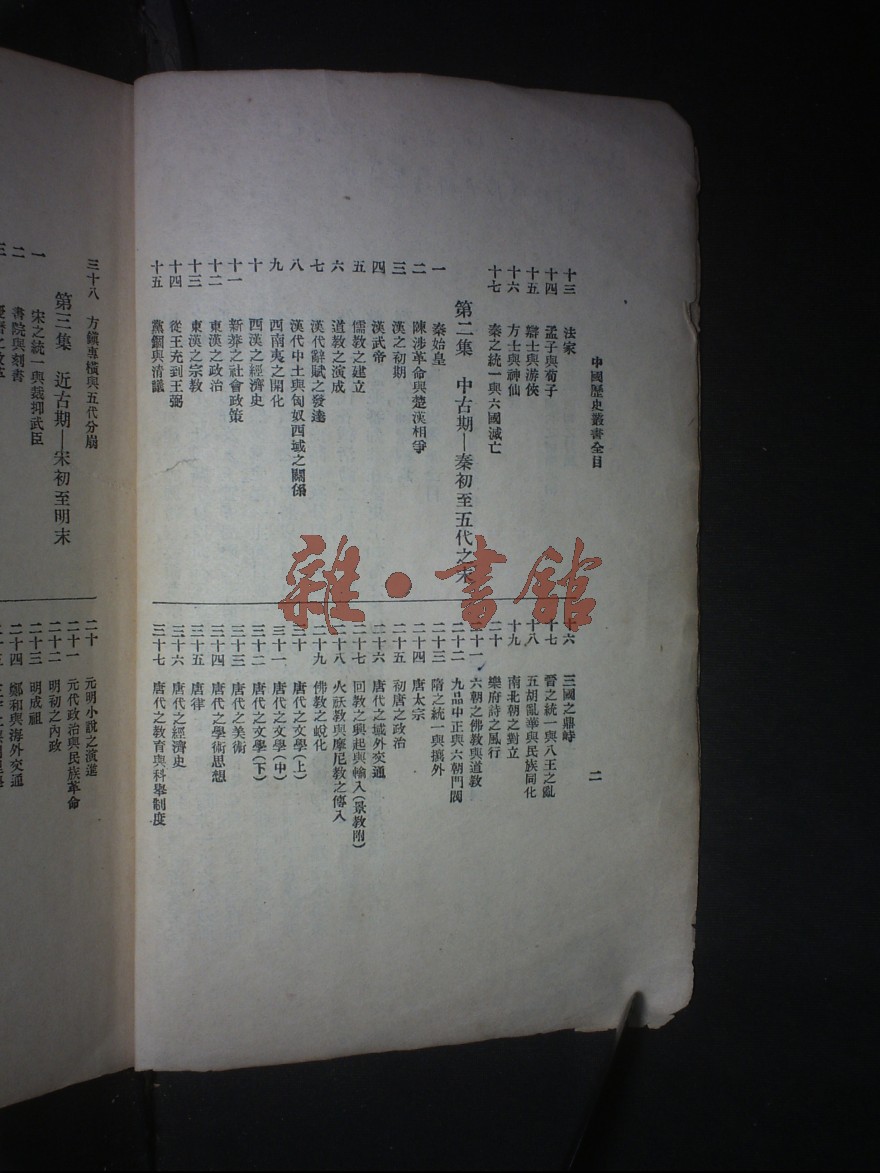 中國歷史叢書全目
二
十三 法家
十四 孟子與荀子
十五 辯士與游俠
十六 方士與神仙
十七 秦之統一與六國滅亡
第二集 中古期—秦初至五代之末
一 秦始皇
二 陳涉革命與楚漢相爭
三 漢之初期
四 漢武帝
五 儒教之建立
六 道教之演成
七 漢代辭賦之發達
八 漢代中土與匈奴西域之關係
九 西南夷之開化
十 西漢之經濟史
十一 新莽之社會政策
十二 東漢之政治
十三 東漢之宗教
十四 從王充到王弼
十五 黨錮與清議
十六 三國之鼎峙
十七 晉之統一與八王之亂
十八 五胡亂華與民族同化
十九 南北朝之對立
二十 樂府詩之風行
二十一 六朝之佛教與道教
二十二 九品中正與六朝門閥
二十三 隋之統一與攘外
二十四 唐太宗
二十五 初唐之政治
二十六 唐代之域外交通
二十七 回教之興起與輸入(景教附)
二十八 火祅教與摩尼教之傳入
二十九 佛教之蛻化
三十 唐代之文學(上)
三十一 唐代之文學(中)
三十二 唐代之文學(下)
三十三 唐代之美術
三十四 唐代之學術思想
三十五 唐律
三十六 唐代之經濟史
三十七 唐代之教育與科舉制度
三十八 方鎮專橫與五代分崩
第三集 近古期—宋初至明末
一 宋之統一與裁抑武臣
二 書院與刻書
三
二十 元明小說之演進
二十一 元代政治與民族革命
二十二 明初之內政
二十三 明成祖
二十四 鄭和與海外交通
二十五
雜·書館